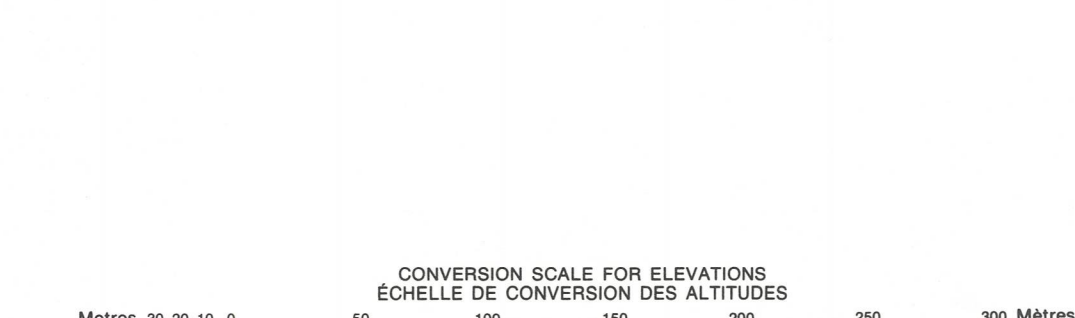 CONVERSION SCALE FOR ELEVATIONS
ÉCHELLE DE CONVERSION DES ALTITUDES
Metres 30 20 10 0 50 100 150 200 250 300 Mètres